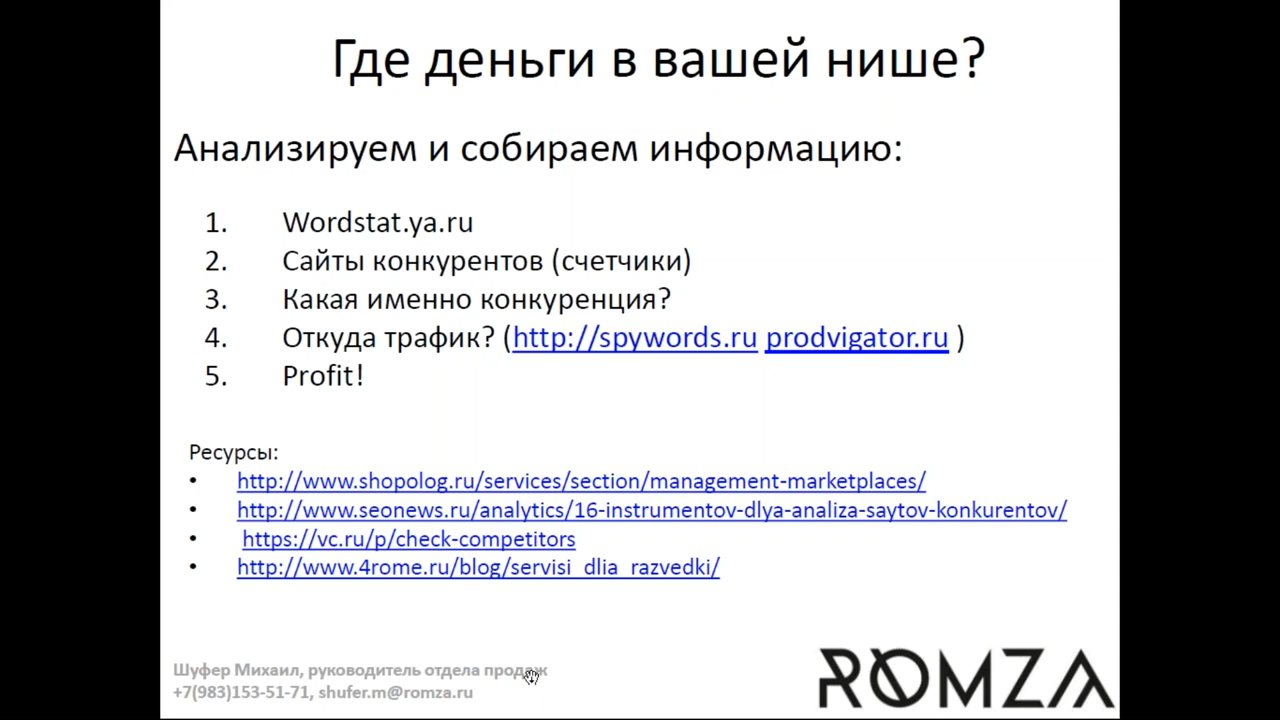 Где деньги в вашей нише?
Анализируем и собираем информацию:
1. Wordstat.ya.ru
2. Сайты конкурентов (счетчики)
3. Какая именно конкуренция?
4. Откуда трафик? (http://spywords.ru prodvigator.ru )
5. Profit!
Ресурсы:
• http://www.shopolog.ru/services/section/management-marketplaces/
• http://www.seonews.ru/analytics/16-instrumentov-dlya-analiza-saytov-konkurentov/
• https://vc.ru/p/check-competitors
• http://www.4rome.ru/blog/servisi_dlia_razvedki/
Шуфер Михаил, руководитель отдела продаж
+7(983)153-51-71, shufer.m@romza.ru
ROMZA